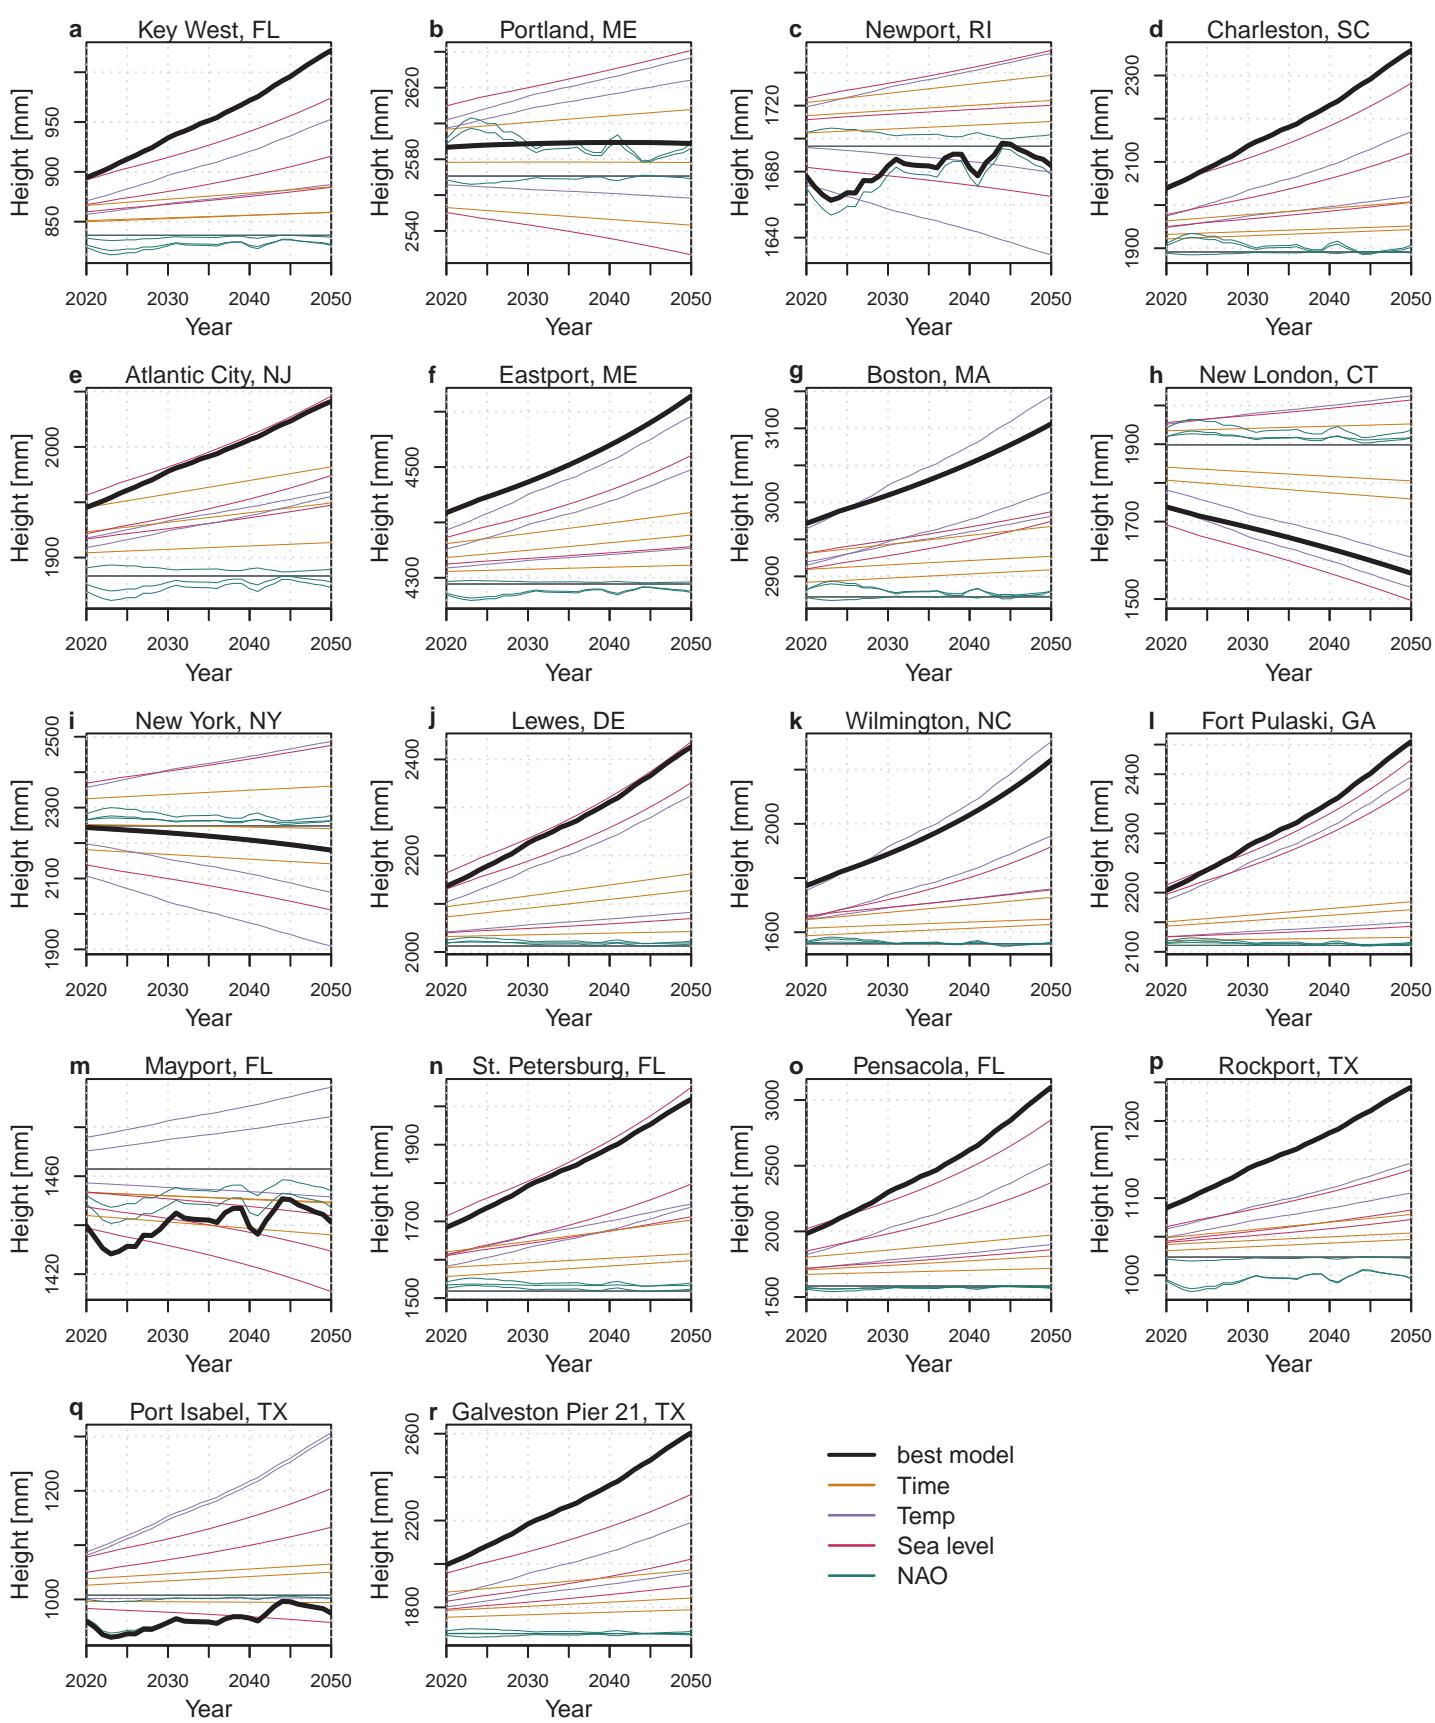 a Key West, FL
Height [mm]
850 900 950
2020 2030 2040 2050
Year
b Portland, ME
Height [mm]
2540 2580 2620
2020 2030 2040 2050
Year
c Newport, RI
Height [mm]
1640 1680 1720
2020 2030 2040 2050
Year
d Charleston, SC
Height [mm]
1900 2100 2300
2020 2030 2040 2050
Year
e Atlantic City, NJ
Height [mm]
1900 2000
2020 2030 2040 2050
Year
f Eastport, ME
Height [mm]
4300 4500
2020 2030 2040 2050
Year
g Boston, MA
Height [mm]
2900 3000 3100
2020 2030 2040 2050
Year
h New London, CT
Height [mm]
1500 1700 1900
2020 2030 2040 2050
Year
i New York, NY
Height [mm]
1900 2100 2300 2500
2020 2030 2040 2050
Year
j Lewes, DE
Height [mm]
2000 2200 2400
2020 2030 2040 2050
Year
k Wilmington, NC
Height [mm]
1600 2000
2020 2030 2040 2050
Year
l Fort Pulaski, GA
Height [mm]
2100 2200 2300 2400
2020 2030 2040 2050
Year
m Mayport, FL
Height [mm]
1420 1460
2020 2030 2040 2050
Year
n St. Petersburg, FL
Height [mm]
1500 1700 1900
2020 2030 2040 2050
Year
o Pensacola, FL
Height [mm]
1500 2000 2500 3000
2020 2030 2040 2050
Year
p Rockport, TX
Height [mm]
1000 1100 1200
2020 2030 2040 2050
Year
q Port Isabel, TX
Height [mm]
1000 1200
2020 2030 2040 2050
Year
r Galveston Pier 21, TX
Height [mm]
1800 2000 2200 2600
2020 2030 2040 2050
Year
best model
Time
Temp
Sea level
NAO